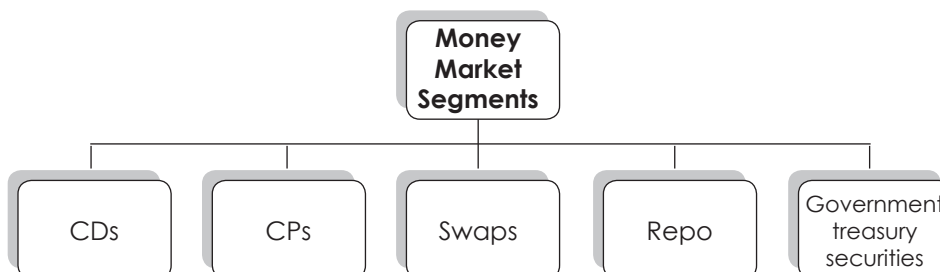 Money
Market
Segments
CDs
CPs
Swaps
Repo
Government
treasury
securities